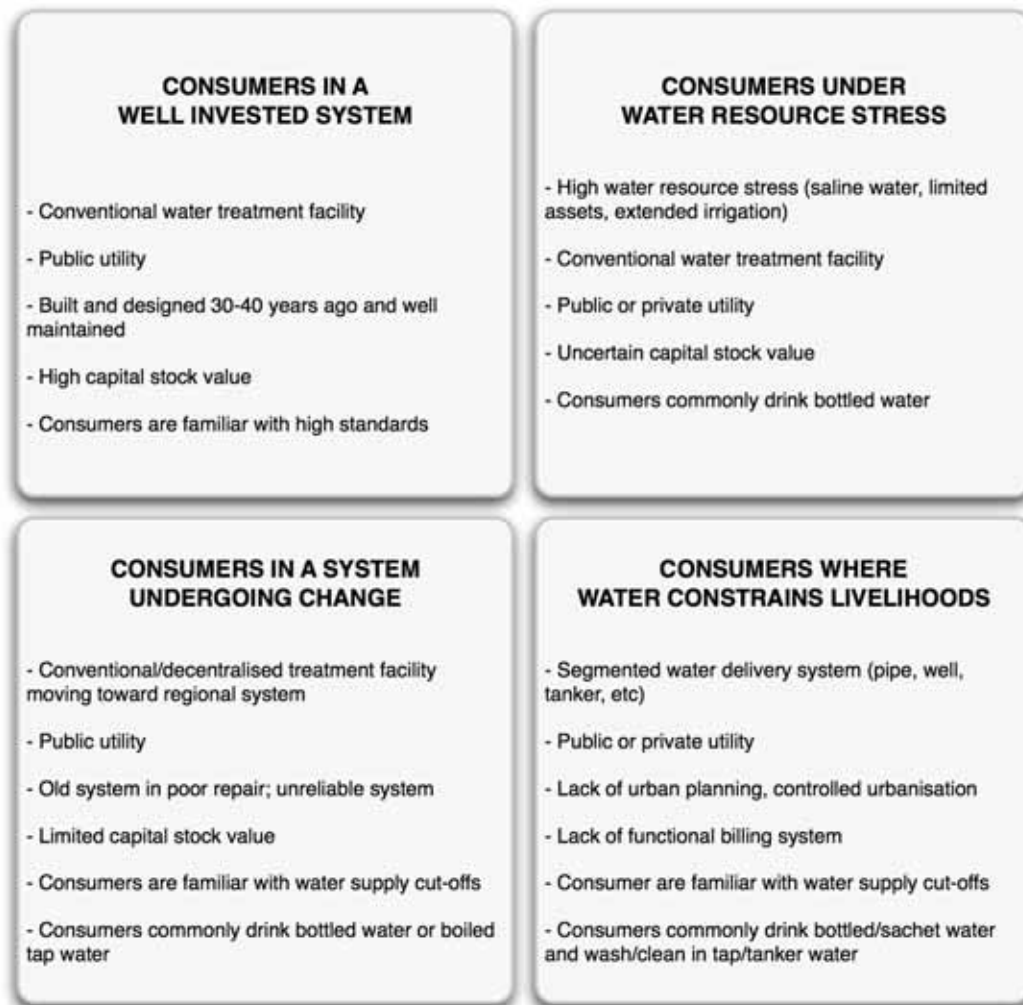 CONSUMERS IN A
WELL INVESTED SYSTEM
- Conventional water treatment facility
- Public utility
- Built and designed 30-40 years ago and well
maintained
- High capital stock value
- Consumers are familiar with high standards
CONSUMERS UNDER
WATER RESOURCE STRESS
- High water resource stress (saline water, limited
assets, extended irrigation)
- Conventional water treatment facility
- Public or private utility
- Uncertain capital stock value
- Consumers commonly drink bottled water
CONSUMERS IN A SYSTEM
UNDERGOING CHANGE
- Conventional/decentralised treatment facility
moving toward regional system
- Public utility
- Old system in poor repair; unreliable system
- Limited capital stock value
- Consumers are familiar with water supply cut-offs
- Consumers commonly drink bottled water or boiled
tap water
CONSUMERS WHERE
WATER CONSTRAINS LIVELIHOODS
- Segmented water delivery system (pipe, well,
tanker, etc)
- Public or private utility
- Lack of urban planning, controlled urbanisation
- Lack of functional billing system
- Consumer are familiar with water supply cut-offs
- Consumers commonly drink bottled/sachet water
and wash/clean in tap/tanker water